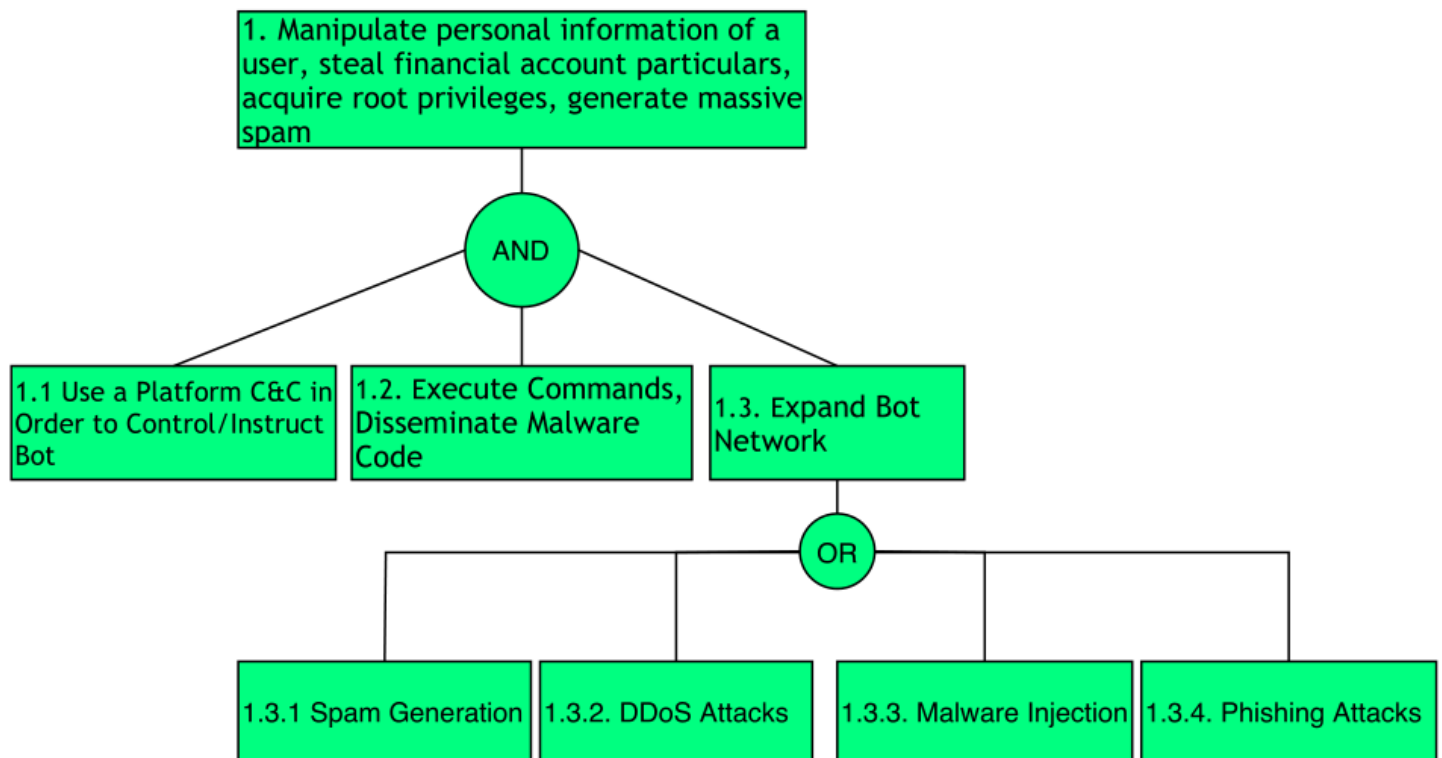 1. Manipulate personal information of a
user, steal financial account particulars,
acquire root privileges, generate massive
spam
AND
1.1 Use a Platform C&C in
Order to Control/Instruct
Bot
1.2. Execute Commands,
Disseminate Malware
Code
1.3. Expand Bot
Network
OR
1.3.1 Spam Generation
1.3.2. DDoS Attacks
1.3.3. Malware Injection
1.3.4. Phishing Attacks